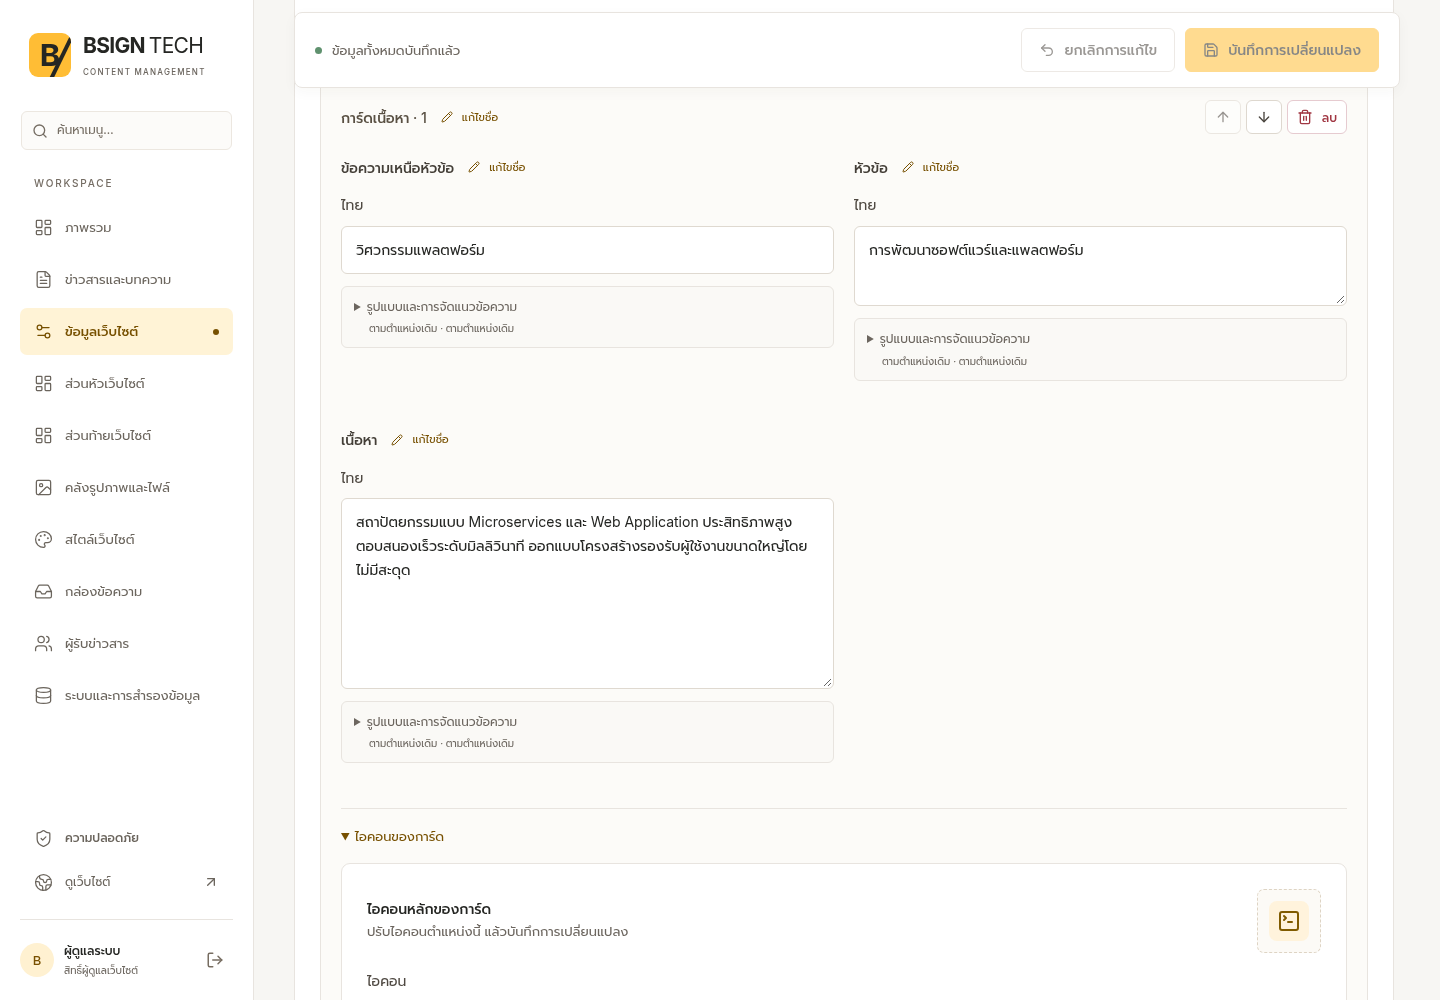 BSIGN TECH
CONTENT MANAGEMENT
ค้นหาเมนู...
WORKSPACE
ภาพรวม
ข่าวสารและบทความ
ข้อมูลเว็บไซต์
ส่วนหัวเว็บไซต์
ส่วนท้ายเว็บไซต์
คลังรูปภาพและไฟล์
สไตล์เว็บไซต์
กล่องข้อความ
ผู้รับข่าวสาร
ระบบและการสำรองข้อมูล
ความปลอดภัย
ดูเว็บไซต์
B
ผู้ดูแลระบบ
สิทธิ์ผู้ดูแลเว็บไซต์
ข้อมูลทั้งหมดบันทึกแล้ว
ยกเลิกการแก้ไข
บันทึกการเปลี่ยนแปลง
การ์ดเนื้อหา · 1 แก้ไขชื่อ
ลบ
ข้อความเหนือหัวข้อ แก้ไขชื่อ
ไทย
วิศวกรรมแพลตฟอร์ม
รูปแบบและการจัดแนวข้อความ
ตามตำแหน่งเดิม · ตามตำแหน่งเดิม
หัวข้อ แก้ไขชื่อ
ไทย
การพัฒนาซอฟต์แวร์และแพลตฟอร์ม
รูปแบบและการจัดแนวข้อความ
ตามตำแหน่งเดิม · ตามตำแหน่งเดิม
เนื้อหา แก้ไขชื่อ
ไทย
สถาปัตยกรรมแบบ Microservices และ Web Application ประสิทธิภาพสูง
ตอบสนองเร็วระดับมิลลิวินาที ออกแบบโครงสร้างรองรับผู้ใช้งานขนาดใหญ่โดย
ไม่มีสะดุด
รูปแบบและการจัดแนวข้อความ
ตามตำแหน่งเดิม · ตามตำแหน่งเดิม
ไอคอนของการ์ด
ไอคอนหลักของการ์ด
ปรับไอคอนตำแหน่งนี้ แล้วบันทึกการเปลี่ยนแปลง
ไอคอน